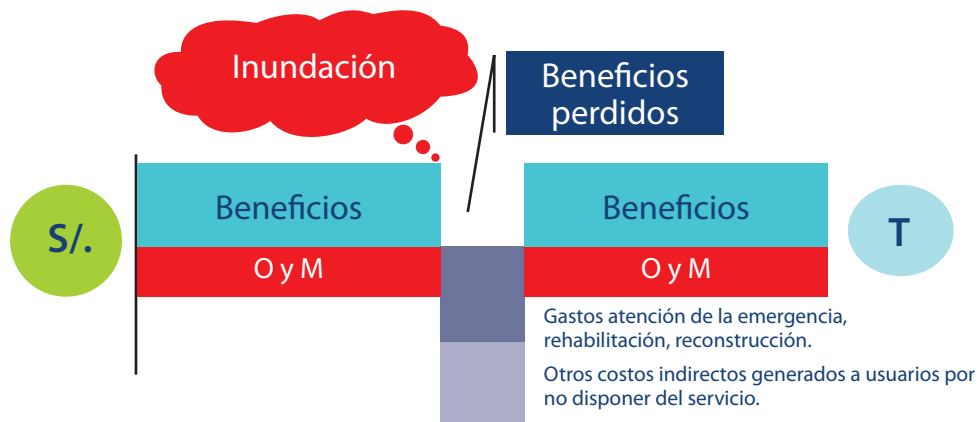 Inundación
Beneficios
perdidos
S/.
Beneficios
Beneficios
T
O y M
O y M
Gastos atención de la emergencia,
rehabilitación, reconstrucción.
Otros costos indirectos generados a usuarios por
no disponer del servicio.